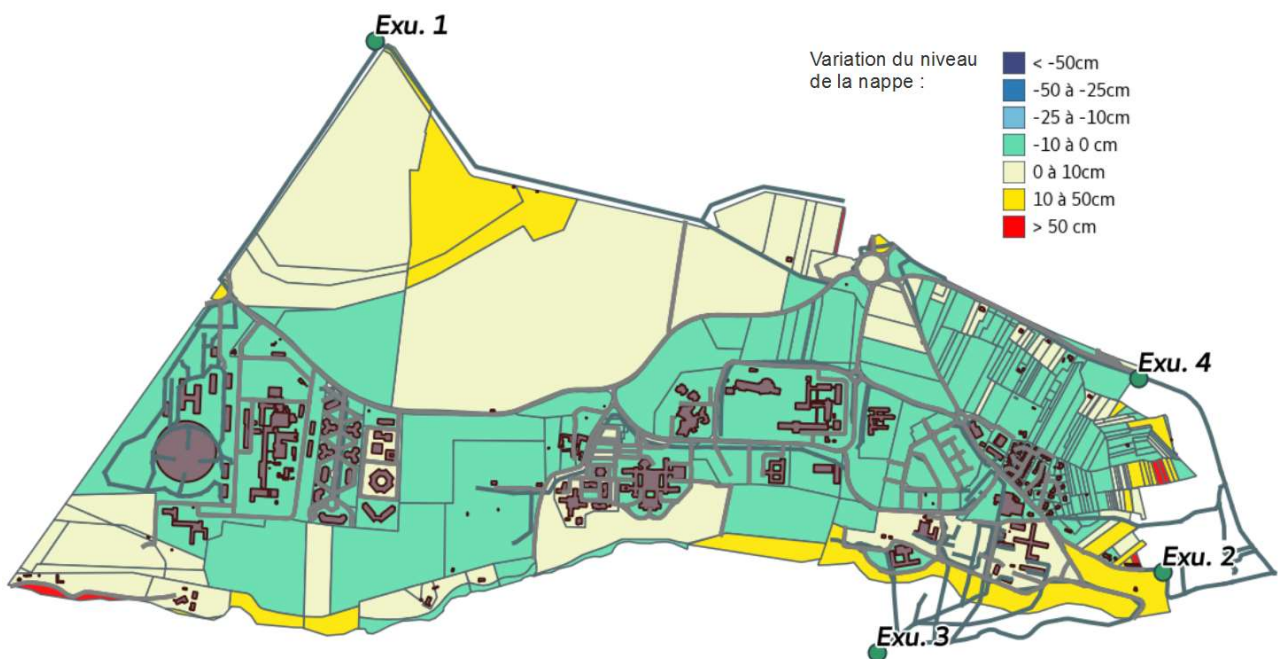 Exu. 1
Variation du niveau
de la nappe :
< -50cm
-50 à -25cm
-25 à -10cm
-10 à 0 cm
0 à 10cm
10 à 50cm
> 50 cm
Exu. 4
Exu. 2
Exu. 3